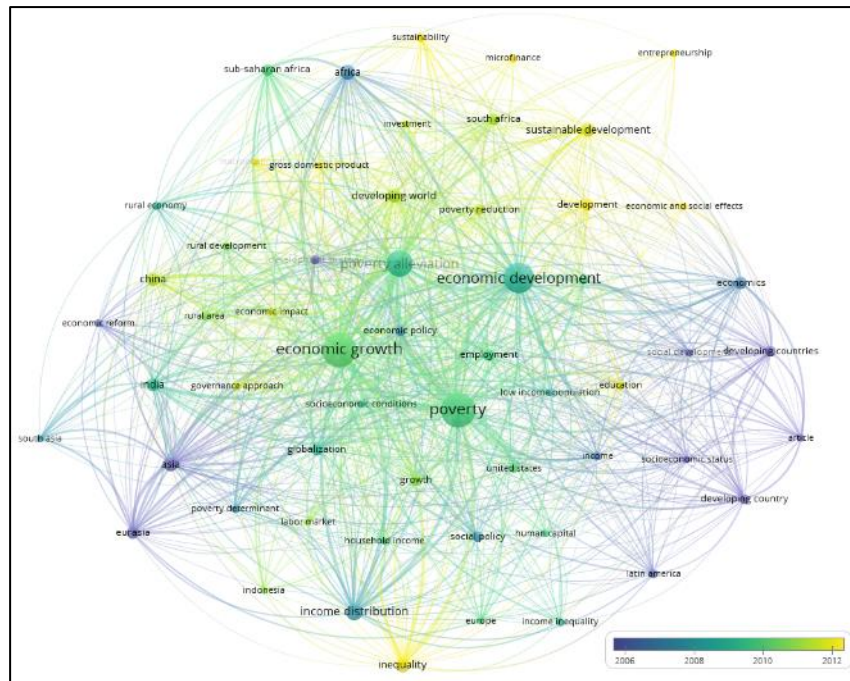 sustainability
microfinance
entrepreneurship
sub-saharan africa
africa
investment
south africa
sustainable development
gross domestic product
developing world
rural economy
poverty reduction
development
economic and social effects
rural development
poverty alleviation
china
economic development
economics
rural area
economic impact
economic reform
economic policy
economic growth
employment
social development
developing countries
india
governance approach
low income population
education
socioeconomic conditions
poverty
south asia
article
globalization
income
socioeconomic status
asia
united states
growth
developing country
poverty determinant
labor market
eurasia
household income
social policy
human capital
latin america
indonesia
income distribution
europe
income inequality
inequality
2006 2008 2010 2012